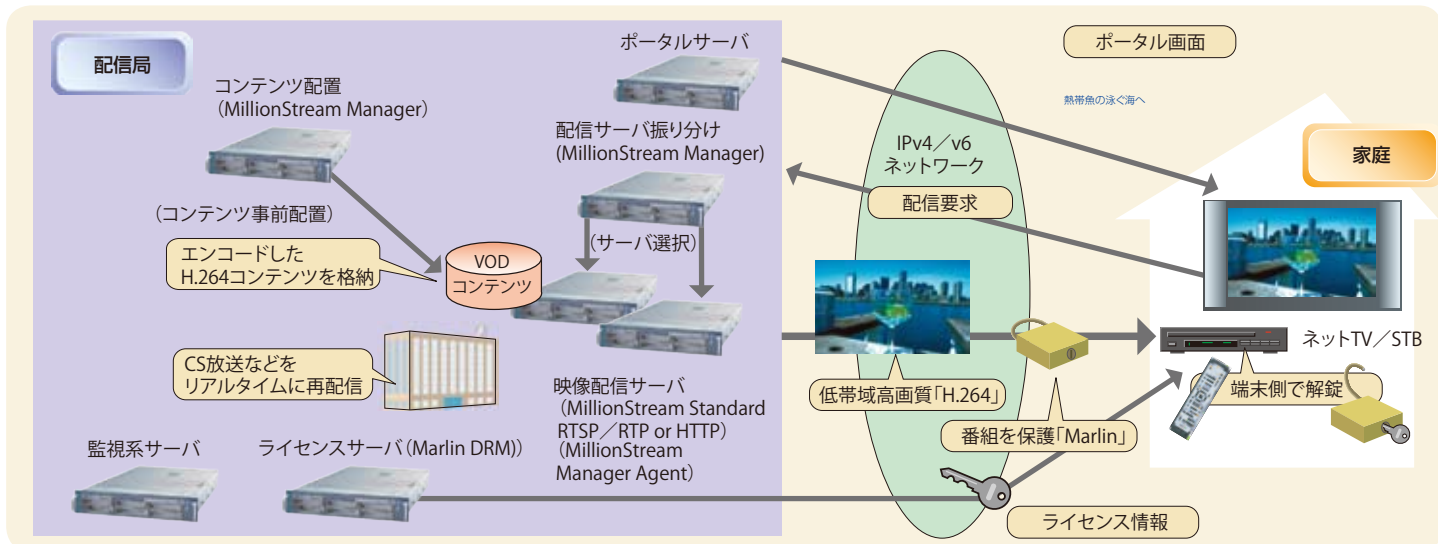 配信局
ポータルサーバ
コンテンツ配置
（MillionStream Manager）
配信サーバ振り分け
(MillionStream Manager)
（コンテンツ事前配置）
（サーバ選択）
エンコードした
H.264コンテンツを格納
VOD
コンテンツ
CS放送などを
リアルタイムに再配信
映像配信サーバ
（MillionStream Standard
RTSP／RTP or HTTP）
（MillionStream
Manager Agent）
監視系サーバ
ライセンスサーバ（Marlin DRM））
ポータル画面
熱帯魚の泳ぐ海へ
IPv4／v6
ネットワーク
配信要求
家庭
低帯域高画質「H.264」
番組を保護「Marlin」
ネットTV／STB
端末側で解錠
ライセンス情報